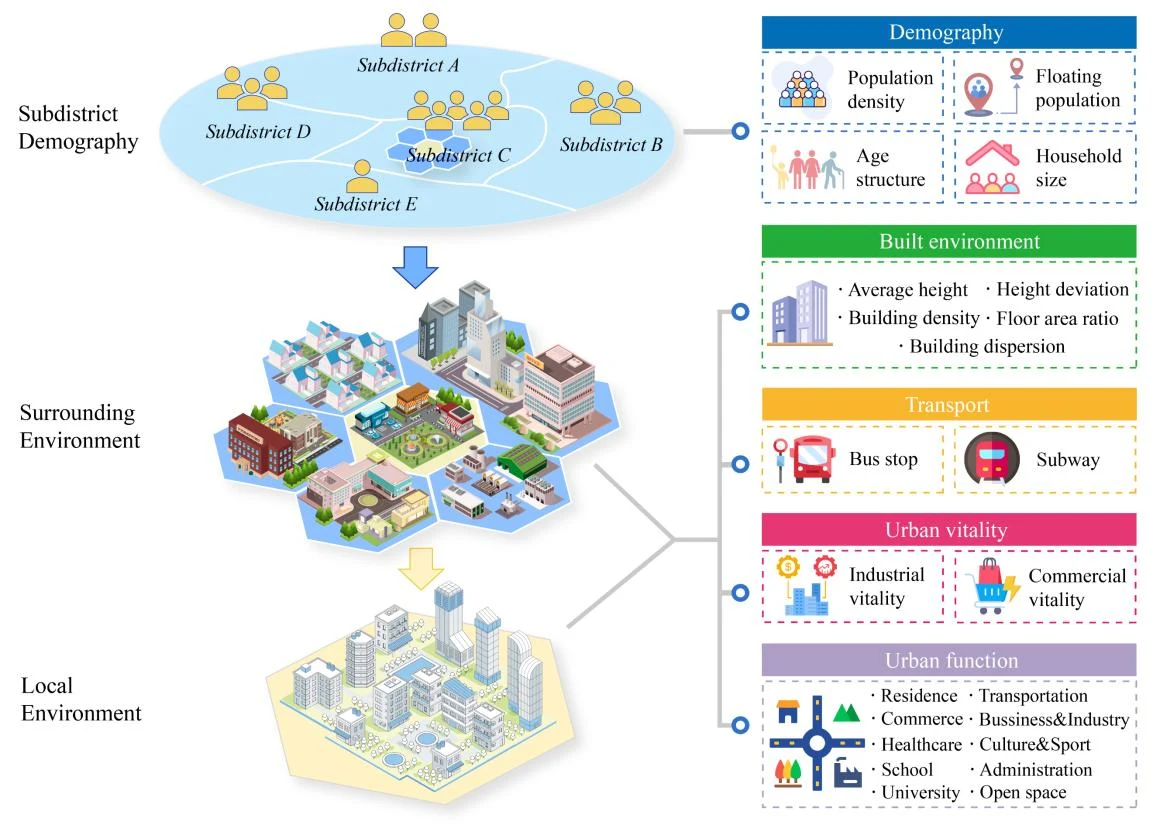 Subdistrict
Demography
Subdistrict A
Subdistrict D
Subdistrict C
Subdistrict B
Subdistrict E
Surrounding
Environment
Local
Environment
Demography
Population
density
Floating
population
Age
structure
Household
size
Built environment
· Average height · Height deviation
· Building density · Floor area ratio
· Building dispersion
Transport
Bus stop
Subway
Urban vitality
Industrial
vitality
Commercial
vitality
Urban function
· Residence · Transportation
· Commerce · Bussiness&Industry
· Healthcare · Culture&Sport
· School · Administration
· University · Open space